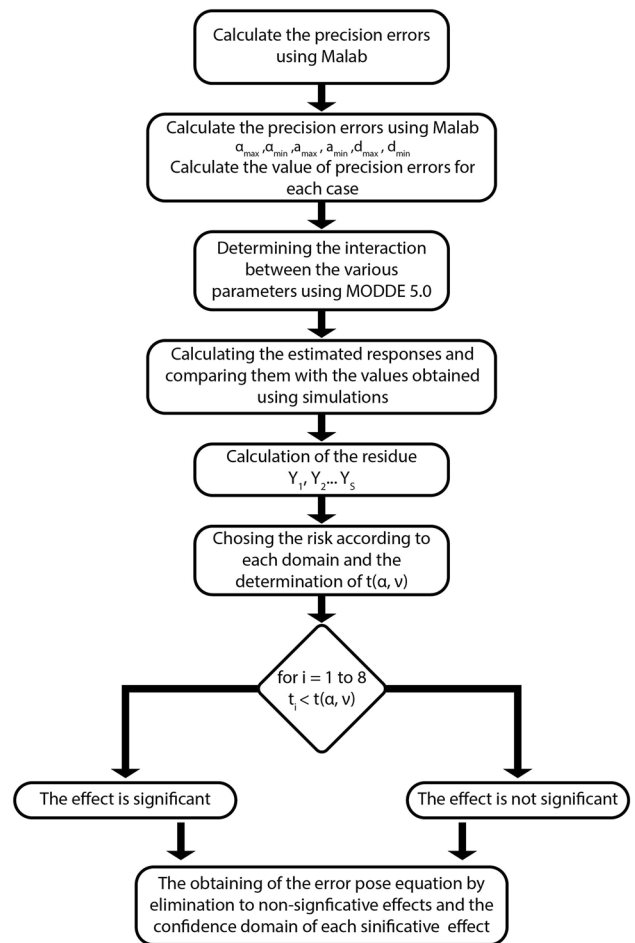 Calculate the precision errors
using Malab
Calculate the precision errors using Malab
αmax ,αmin ,amax , amin ,dmax , dmin
Calculate the value of precision errors for
each case
Determining the interaction
between the various
parameters using MODDE 5.0
Calculating the estimated responses and
comparing them with the values obtained
using simulations
Calculation of the residue
Y1, Y2... YS
Chosing the risk according to
each domain and the
determination of t(α, ν)
for i = 1 to 8
ti < t(α, ν)
The effect is significant
The effect is not significant
The obtaining of the error pose equation by
elimination to non-signficative effects and the
confidence domain of each sinificative effect